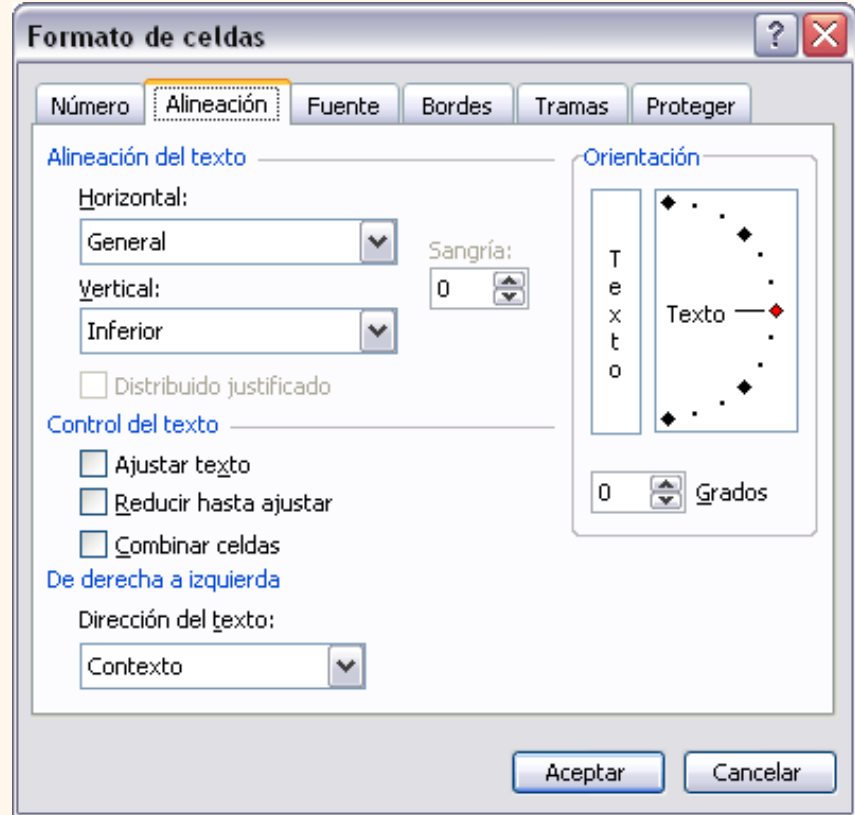 Formato de celdas
Número Alineación Fuente Bordes Tramas Proteger
Alineación del texto
Horizontal:
General
Sangría:
0
Vertical:
Inferior
Distribuido justificado
Control del texto
Ajustar texto
Reducir hasta ajustar
Combinar celdas
De derecha a izquierda
Dirección del texto:
Contexto
Orientación
Texto
Texto
0 Grados
Aceptar Cancelar